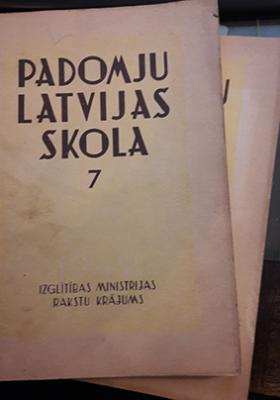 PADOMJU
LATVIJAS
SKOLA
7
IZGLĪTĪBAS MINISTRIJAS
RAKSTU KRĀJUMS